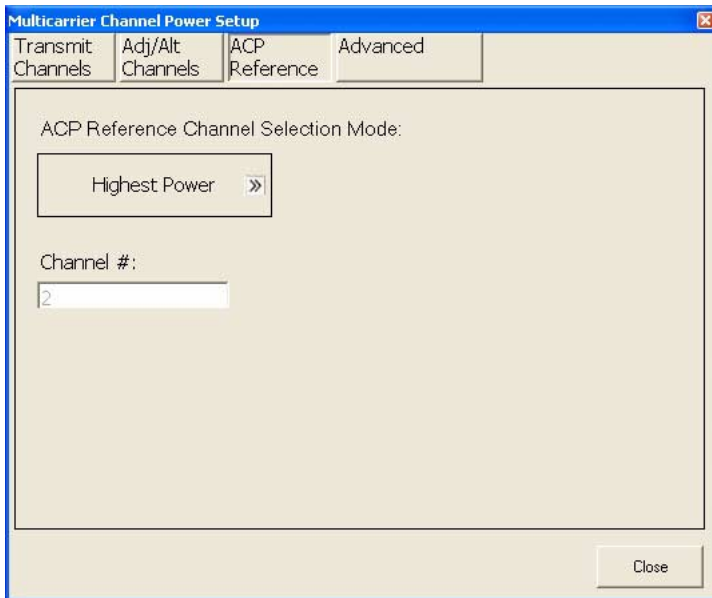 Multicarrier Channel Power Setup
Transmit Channels
Adj/Alt Channels
ACP Reference
Advanced
ACP Reference Channel Selection Mode:
Highest Power »
Channel #:
2
Close